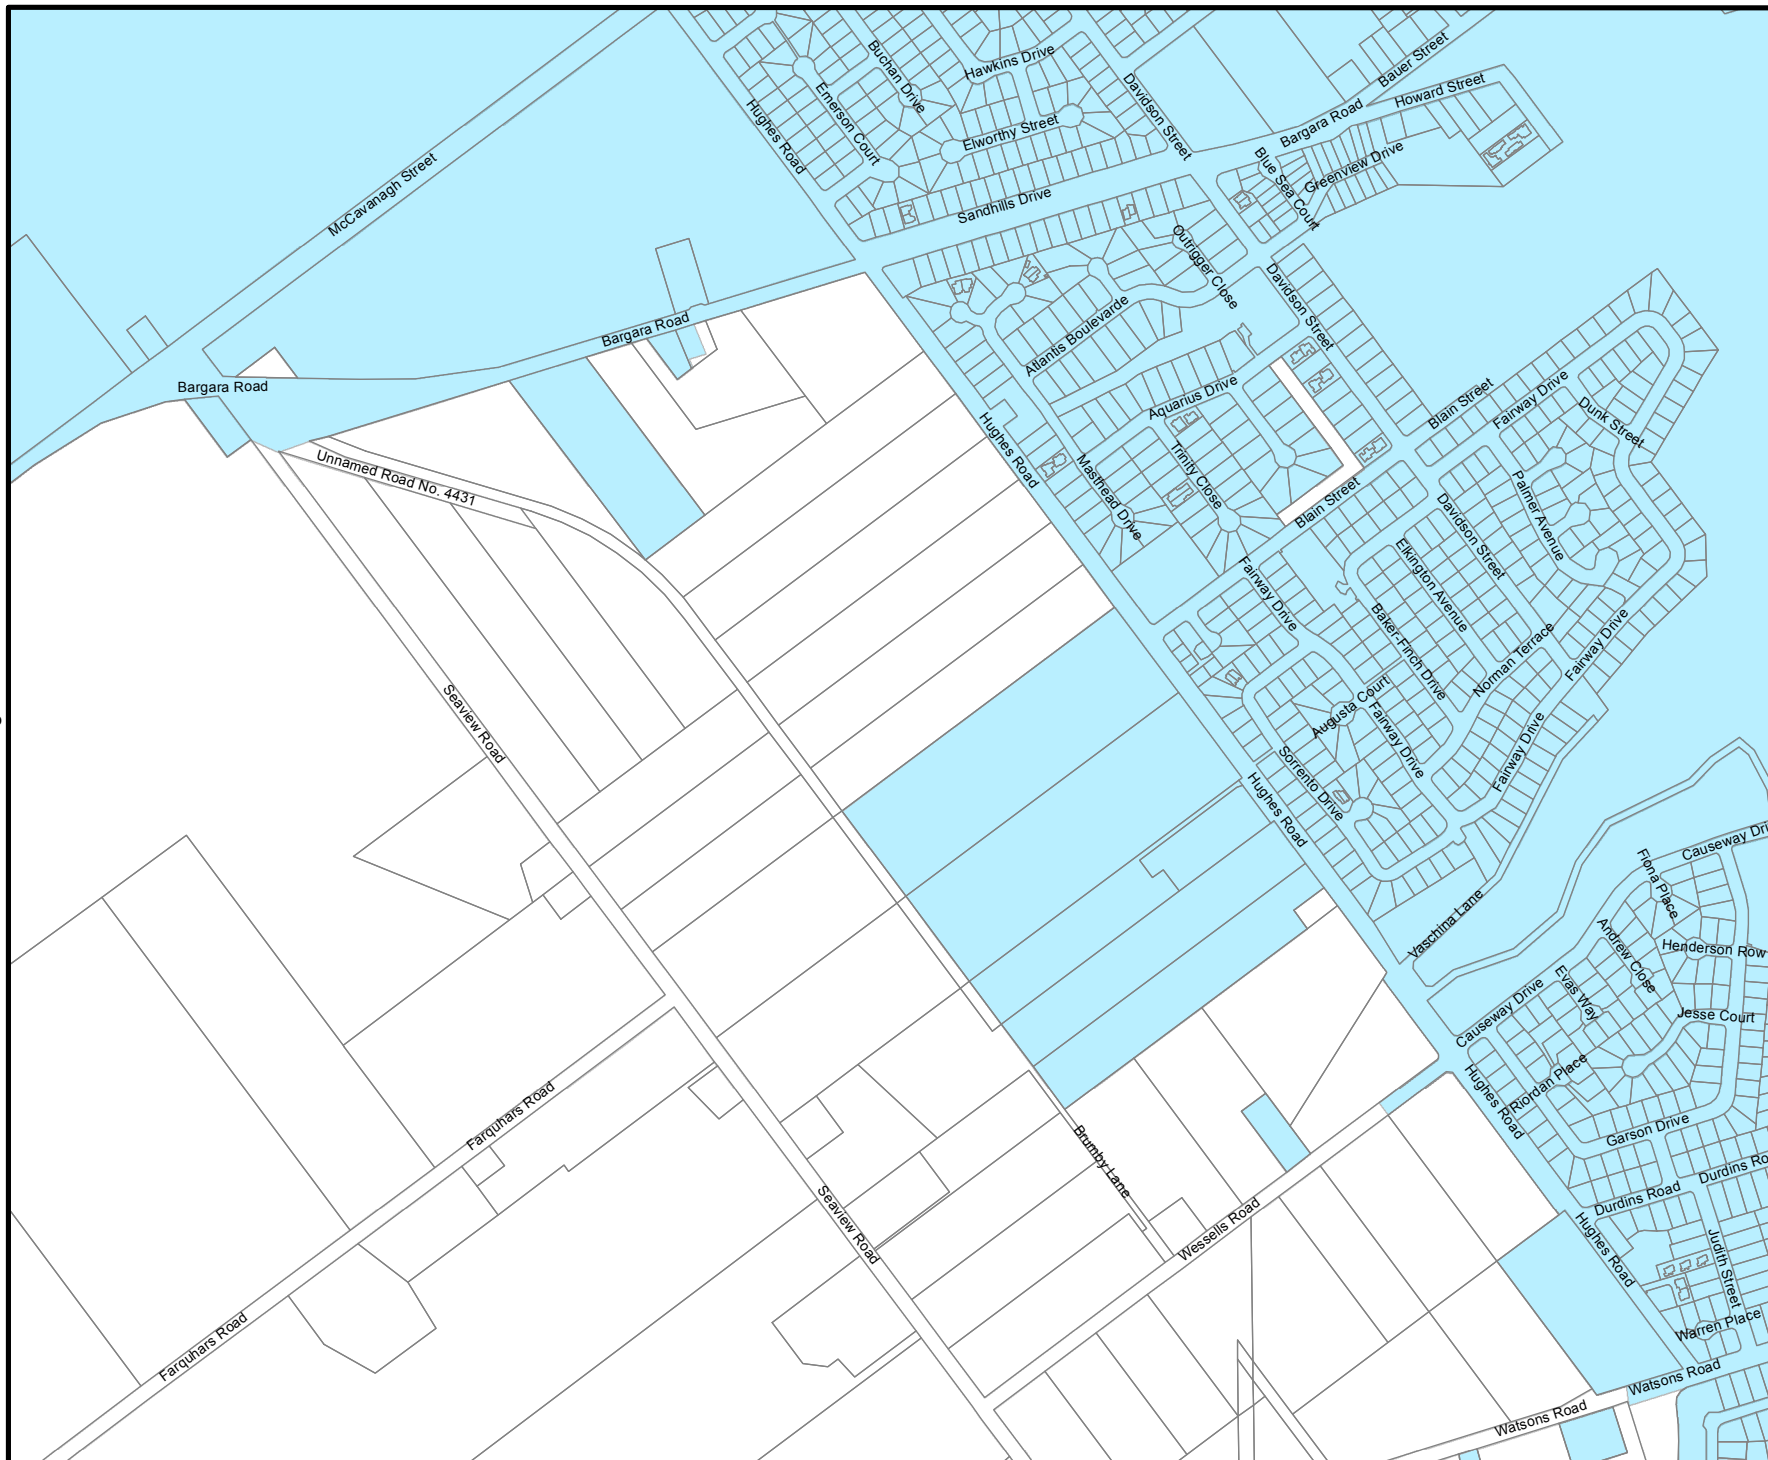 Buchan Drive
Hawkins Drive
Bauer Street
Emerson Court
Hughes Road
Davidson Street
Howard Street
Bargara Road
Elworthy Street
Blue Sea Court
Greenview Drive
McCavanagh Street
Sandhills Drive
Outrigger Close
Davidson Street
Bargara Road
Atlantis Boulevarde
Bargara Road
Aquarius Drive
Blain Street
Fairway Drive
Dunk Street
Hughes Road
Masthead Drive
Trinity Close
Unnamed Road No. 4431
Blain Street
Palmer Avenue
Davidson Street
Elkington Avenue
Fairway Drive
Baker-Finch Drive
Norman Terrace
Fairway Drive
Seaview Road
Augusta Court
Fairway Drive
Fairway Drive
Sorrento Drive
Hughes Road
Causeway Dri
Fiona Place
Vaschina Lane
Andrew Close
Henderson Row
Evas Way
Causeway Drive
Jesse Court
Riordan Place
Hughes Road
Farquhars Road
Garson Drive
Brumby Lane
Durdins Ro
Durdins Road
Seaview Road
Wessells Road
Hughes Road
Judith Street
Warren Place
Farquhars Road
Watsons Road
Watsons Road